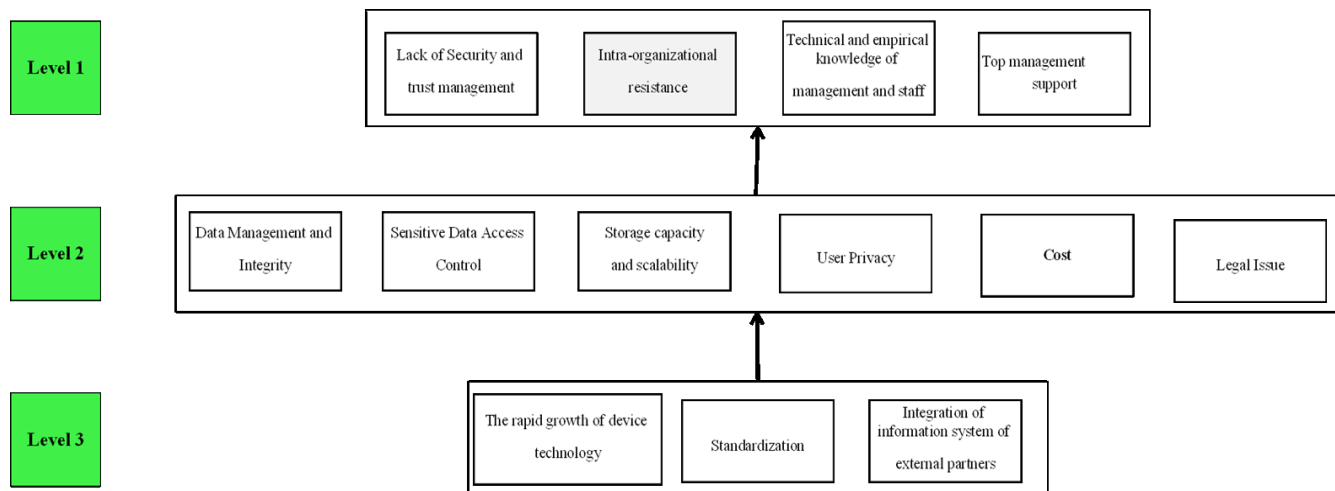 Level 1
Lack of Security and
trust management
Intra-organizational
resistance
Technical and empirical
knowledge of
management and staff
Top management
support
Level 2
Data Management and
Integrity
Sensitive Data Access
Control
Storage capacity
and scalability
User Privacy
Cost
Legal Issue
Level 3
The rapid growth of device
technology
Standardization
Integration of
information system of
external partners